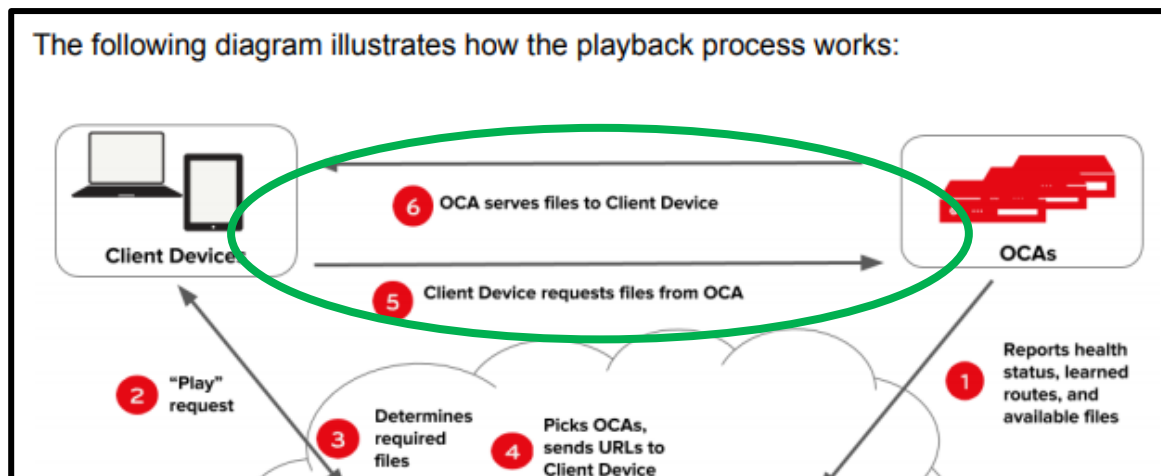 The following diagram illustrates how the playback process works:
6 OCA serves files to Client Device
Client Devices
OCAs
5 Client Device requests files from OCA
2 “Play”
request
3 Determines
required
files
4 Picks OCAs,
sends URLs to
Client Device
1 Reports health
status, learned
routes, and
available files